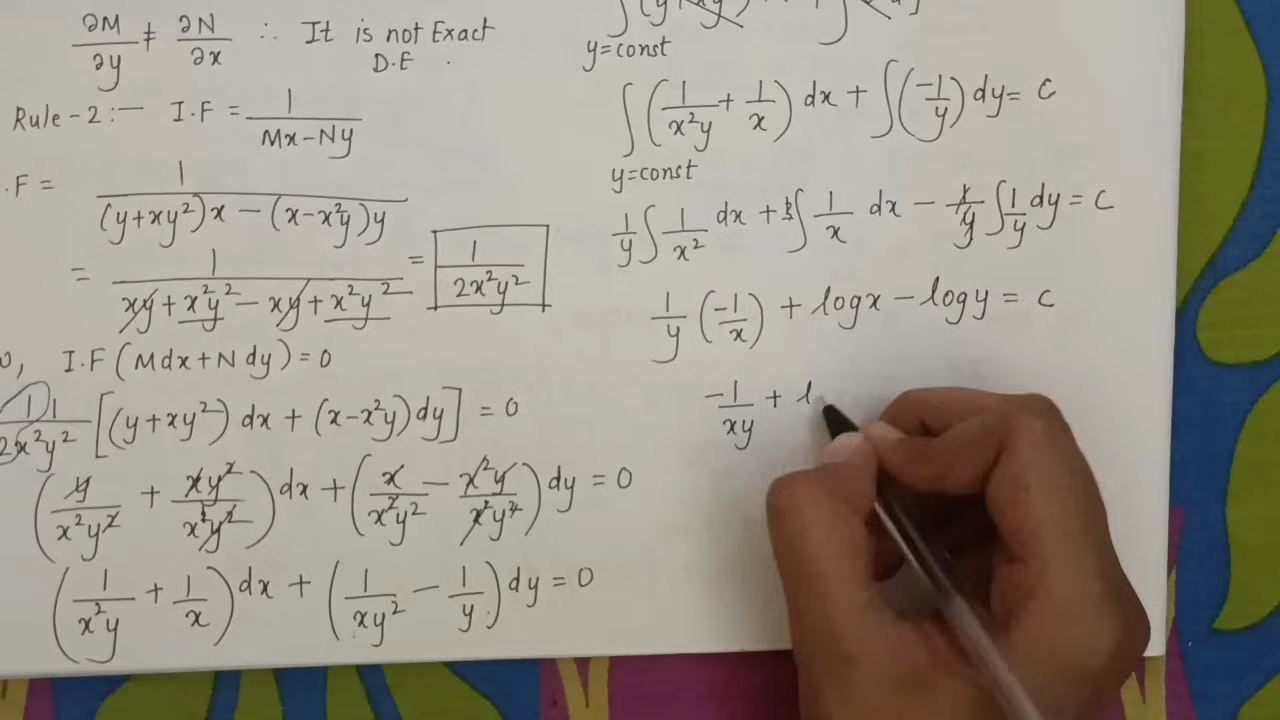 ∂M/∂y ≠ ∂N/∂x ∴ It is not Exact
D.E.
Rule-2:— I.F = 1/(Mx-Ny)
.F = 1/((y+xy²)x - (x-x²y)y)
= 1/(xy+x²y²-xy+x²y²) = 1/(2x²y²)
I.F (Mdx+Ndy)=0
1/(2x²y²) [(y+xy²) dx + (x-x²y)dy] = 0
(y/(x²y²) + xy²/(x²y²)) dx + (x/(x²y²) - x²y/(x²y²)) dy = 0
(1/(x²y) + 1/x) dx + (1/(xy²) - 1/y) dy = 0
y=const
∫(1/(x²y) + 1/x) dx + ∫(-1/y) dy = C
y=const
1/y ∫ 1/x² dx + ∫ 1/x dx - ∫ 1/y dy = C
1/y (-1/x) + logx - logy = C
-1/xy + l